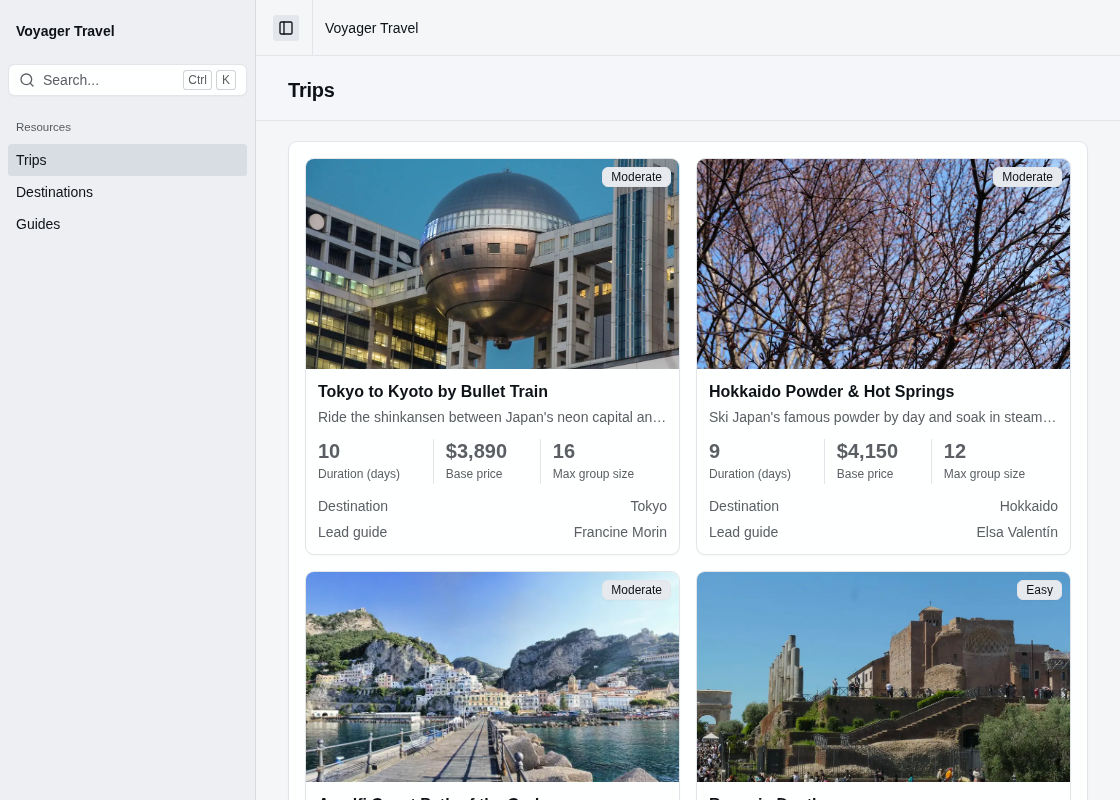 Voyager Travel
Search... Ctrl K
Resources
Trips
Destinations
Guides
Voyager Travel
Trips
Moderate
Tokyo to Kyoto by Bullet Train
Ride the shinkansen between Japan's neon capital an…
10 $3,890 16
Duration (days) Base price Max group size
Destination Tokyo
Lead guide Francine Morin
Moderate
Hokkaido Powder & Hot Springs
Ski Japan's famous powder by day and soak in steam…
9 $4,150 12
Duration (days) Base price Max group size
Destination Hokkaido
Lead guide Elsa Valentín
Moderate
Easy